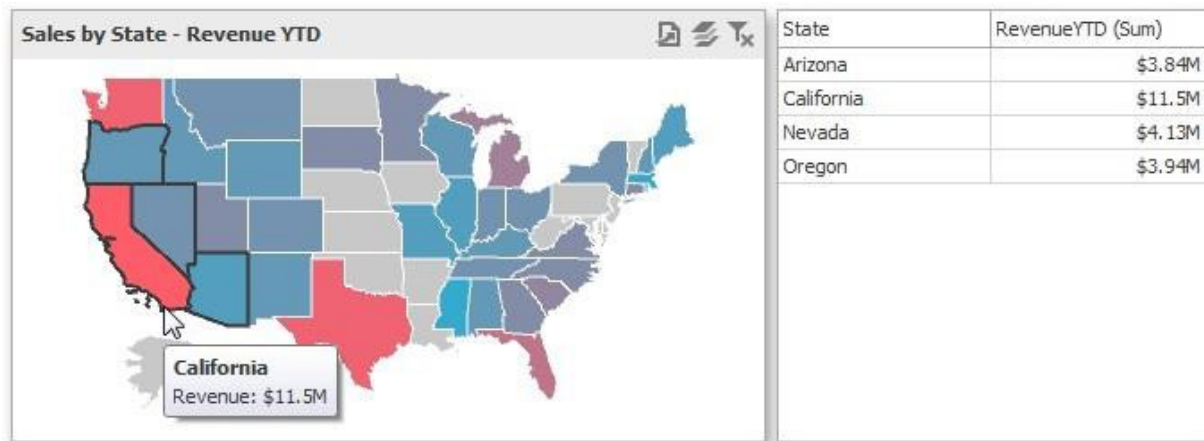 Sales by State - Revenue YTD
California
Revenue: $11.5M
State RevenueYTD (Sum)
Arizona $3.84M
California $11.5M
Nevada $4.13M
Oregon $3.94M